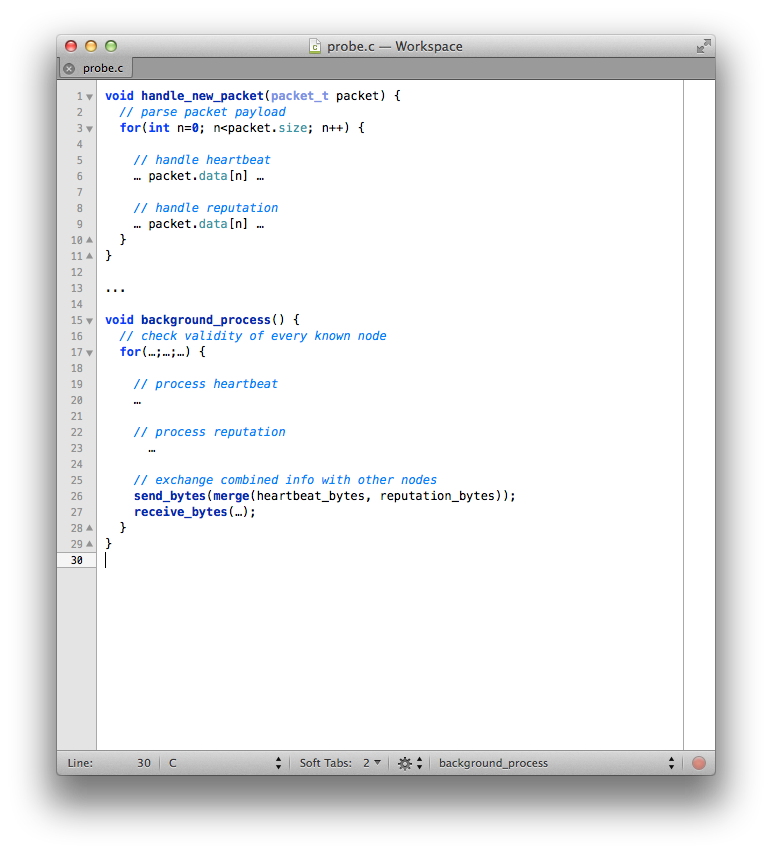 probe.c — Workspace
probe.c
1 void handle_new_packet(packet_t packet) {
2   // parse packet payload
3   for(int n=0; n<packet.size; n++) {
4
5     // handle heartbeat
6     … packet.data[n] …
7
8     // handle reputation
9     … packet.data[n] …
10   }
11 }
12
13 ...
14
15 void background_process() {
16   // check validity of every known node
17   for(…;…;…) {
18
19     // process heartbeat
20     …
21
22     // process reputation
23       …
24
25     // exchange combined info with other nodes
26     send_bytes(merge(heartbeat_bytes, reputation_bytes));
27     receive_bytes(…);
28   }
29 }
30
Line: 30 C Soft Tabs: 2 background_process